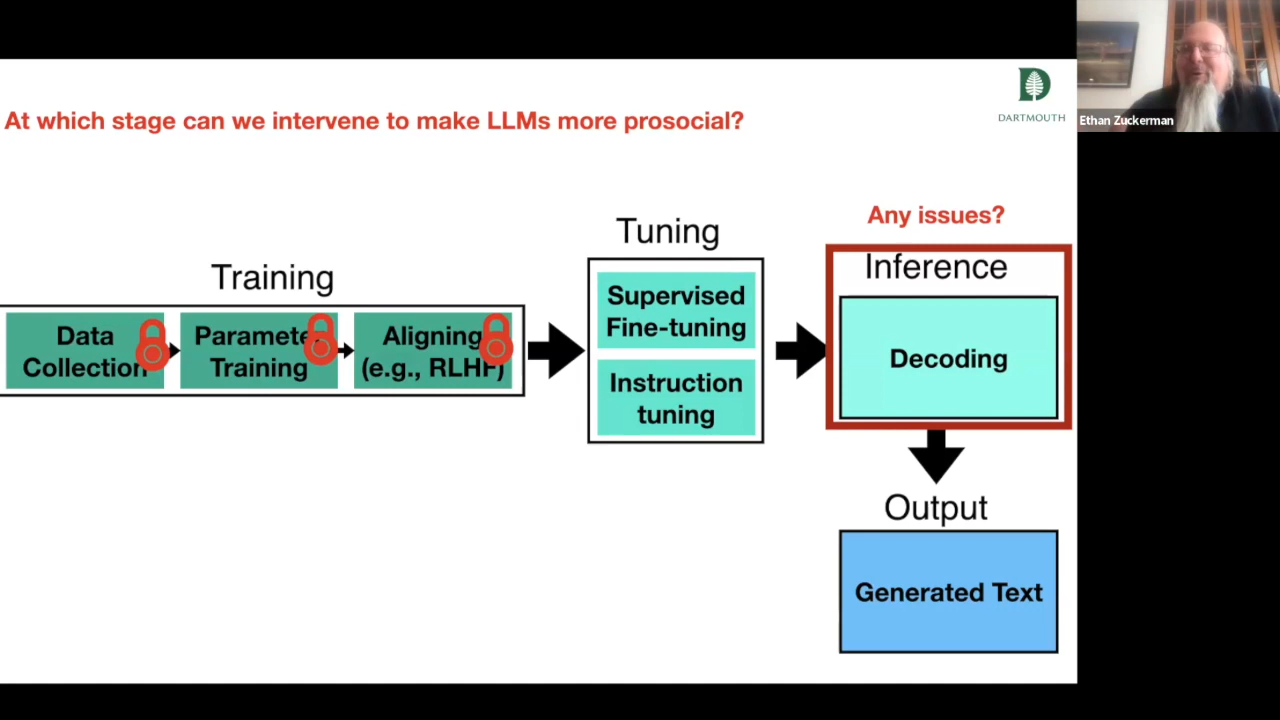 DARTMOUTH
Ethan Zuckerman
At which stage can we intervene to make LLMs more prosocial?
Training
Data
Collection
Parameter
Training
Aligning
(e.g., RLHF)
Tuning
Supervised
Fine-tuning
Instruction
tuning
Any issues?
Inference
Decoding
Output
Generated Text